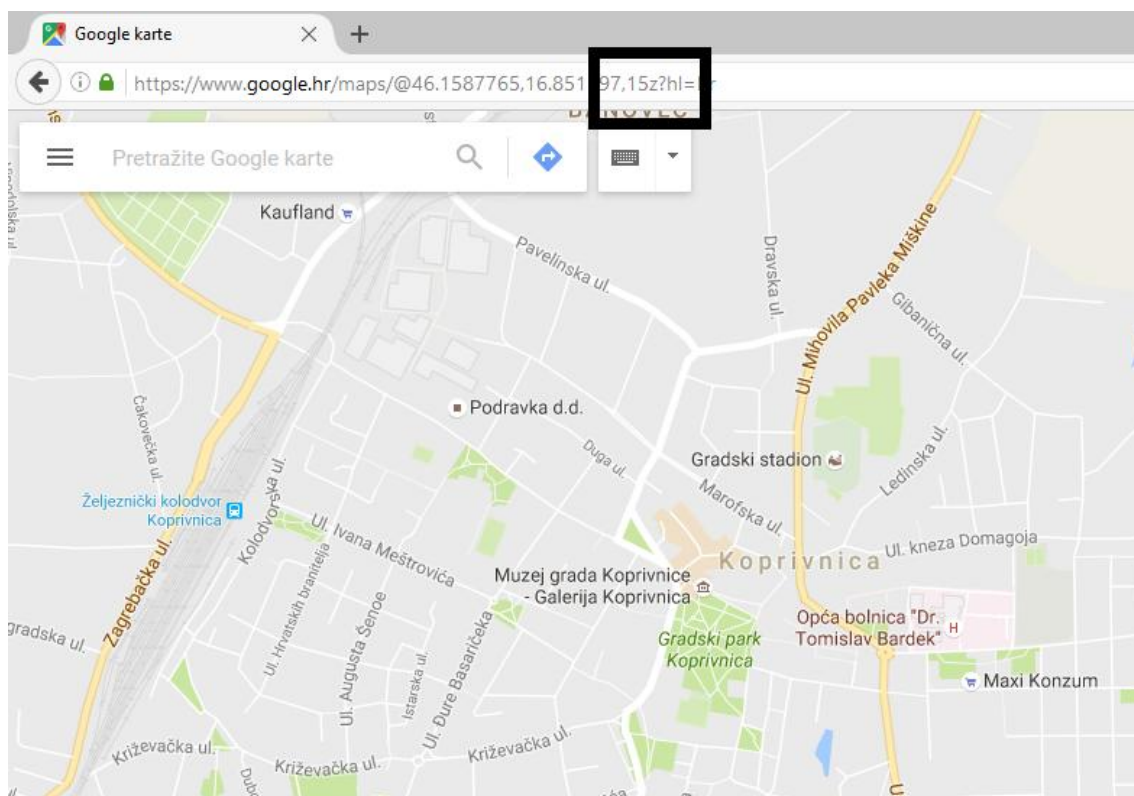 Google karte
https://www.google.hr/maps/@46.1587765,16.851 97,15z?hl= r
Pretražite Google karte
Kaufland
Pavelinska ul.
Dravska ul.
Ul. Mihovila Pavleka Miškine
Gibanična ul.
Čakovečka ul.
Podravka d.d.
Duga ul.
Gradski stadion
Ledinska ul.
Marofska ul.
Željeznički kolodvor
Koprivnica
Kolodvorska ul.
Ul. Ivana Meštrovića
Koprivnica
Ul. kneza Domagoja
Muzej grada Koprivnice
- Galerija Koprivnica
Zagrebačka ul.
Ul. Hrvatskih branitelja
Ul. Augusta Šenoe
Istarska ul.
Ul. Đure Basaričeka
Gradski park
Koprivnica
Opća bolnica "Dr.
Tomislav Bardek"
H
Maxi Konzum
gradska ul.
Križevačka ul.
Križevačka ul.
Križevačka ul.